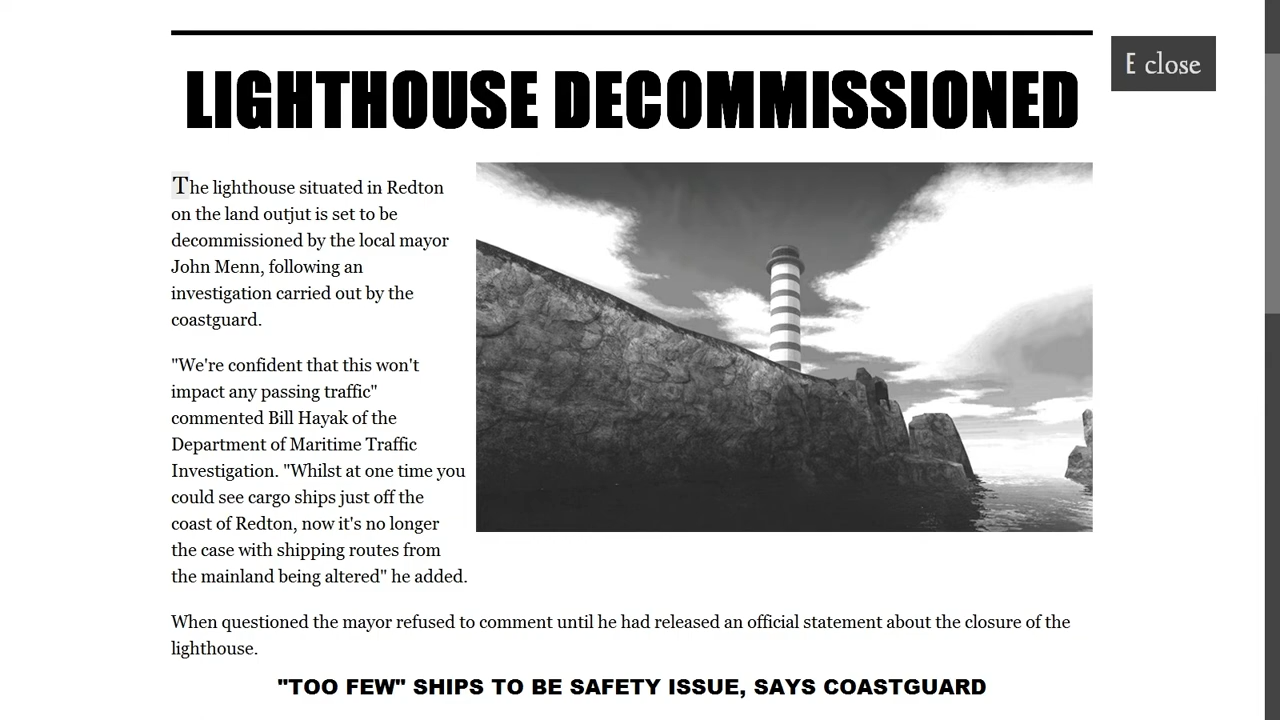 E close
LIGHTHOUSE DECOMMISSIONED
The lighthouse situated in Redton
on the land outjut is set to be
decommissioned by the local mayor
John Menn, following an
investigation carried out by the
coastguard.
"We're confident that this won't
impact any passing traffic"
commented Bill Hayak of the
Department of Maritime Traffic
Investigation. "Whilst at one time you
could see cargo ships just off the
coast of Redton, now it's no longer
the case with shipping routes from
the mainland being altered" he added.
When questioned the mayor refused to comment until he had released an official statement about the closure of the
lighthouse.
"TOO FEW" SHIPS TO BE SAFETY ISSUE, SAYS COASTGUARD